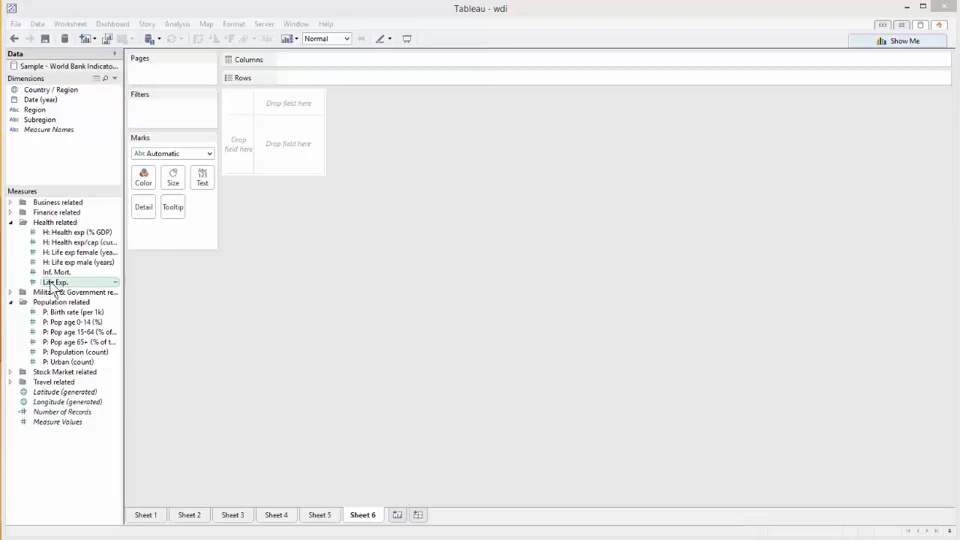 Tableau - wdi
File Data Worksheet Dashboard Story Analysis Map Format Server Window Help
Normal
Show Me
Data
Sample - World Bank Indicato...
Dimensions
Country / Region
Date (year)
Abc Region
Abc Subregion
Abc Measure Names
Measures
Business related
Finance related
Health related
H: Health exp (% GDP)
H: Health exp/cap (cus...
H: Life exp female (yea...
H: Life exp male (years)
Inf. Mort.
Life Exp.
Military & Government re...
Population related
P: Birth rate (per 1k)
P: Pop age 0-14 (%)
P: Pop age 15-64 (% of...
P: Pop age 65+ (% of t...
P: Population (count)
P: Urban (count)
Stock Market related
Travel related
Latitude (generated)
Longitude (generated)
Number of Records
Measure Values
Pages
Filters
Marks
Abc Automatic
Color Size Text
Detail Tooltip
Columns
Rows
Drop field here
Drop field here
Drop field here
Sheet 1 Sheet 2 Sheet 3 Sheet 4 Sheet 5 Sheet 6